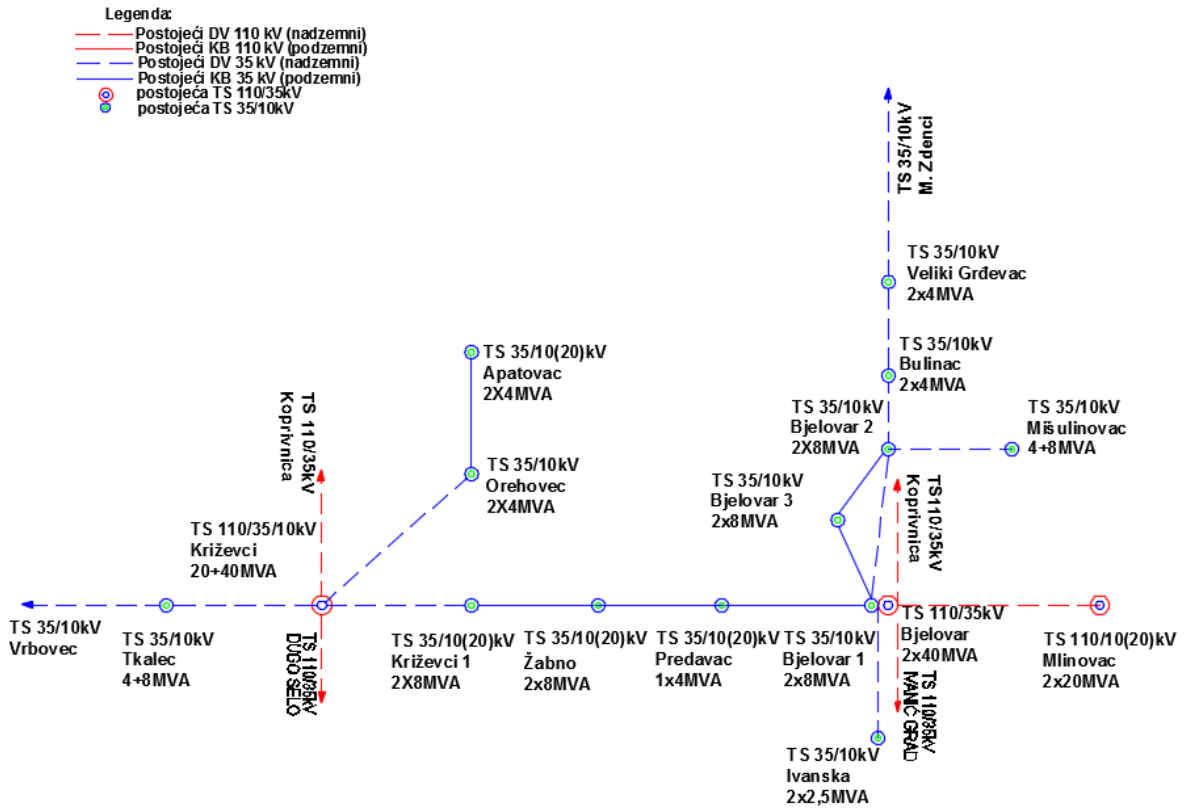 Legenda:
Postojeći DV 110 kV (nadzemni)
Postojeći KB 110 kV (podzemni)
Postojeći DV 35 kV (nadzemni)
Postojeći KB 35 kV (podzemni)
postojeća TS 110/35kV
postojeća TS 35/10kV
TS 35/10kV
M. Zdenci
TS 35/10kV
Veliki Grđevac
2x4MVA
TS 35/10kV
Bulinac
2x4MVA
TS 35/10(20)kV
Apatovac
2X4MVA
TS 110/35kV
Koprivnica
TS 35/10kV
Bjelovar 2
2X8MVA
TS 35/10kV
Mišulinovac
4+8MVA
TS 35/10kV
Orehovec
2X4MVA
TS 35/10kV
Bjelovar 3
2x8MVA
TS110/35kV
Koprivnica
TS 110/35/10kV
Križevci
20+40MVA
TS 35/10kV
Vrbovec
TS 35/10kV
Tkalec
4+8MVA
TS 110/35kV
DUGO SELO
TS 35/10(20)kV
Križevci 1
2X8MVA
TS 35/10(20)kV
Žabno
2x8MVA
TS 35/10(20)kV
Predavac
1x4MVA
TS 35/10kV
Bjelovar 1
2x8MVA
TS 110/35kV
Bjelovar
2x40MVA
TS 110/10(20)kV
Mlinovac
2x20MVA
TS 110/35kV
IVANIĆ GRAD
TS 35/10kV
Ivanska
2x2,5MVA